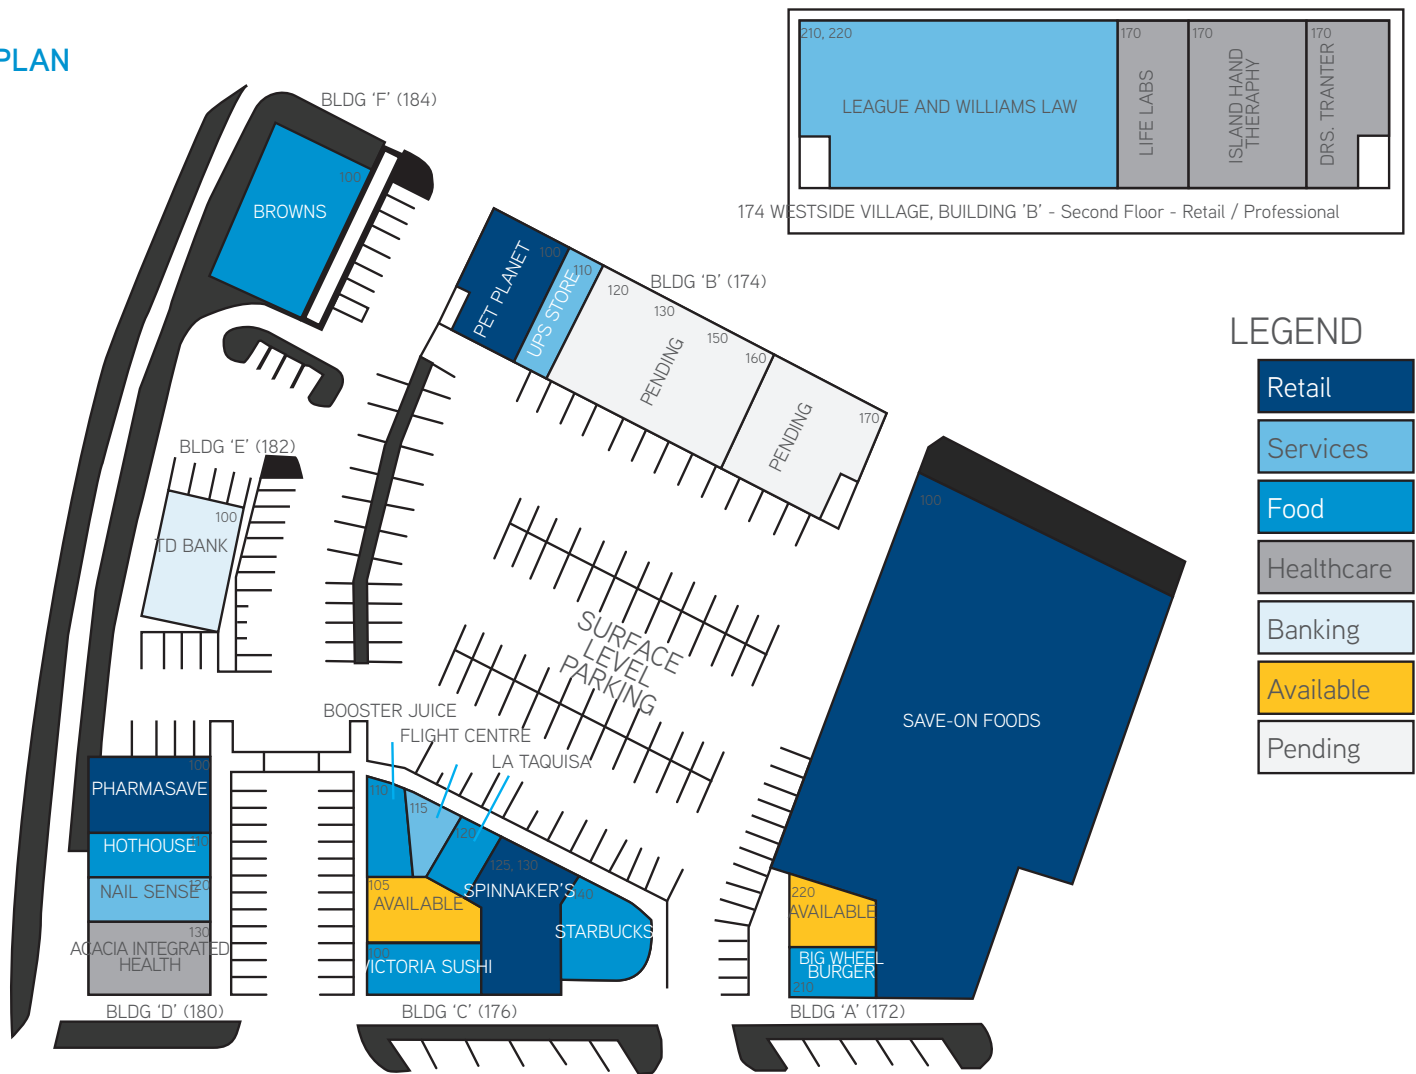 PLAN
210, 220
170
170
170
LEAGUE AND WILLIAMS LAW
LIFE LABS
ISLAND HAND
THERAPHY
DRS. TRANTER
174 WESTSIDE VILLAGE, BUILDING 'B' - Second Floor - Retail / Professional
BLDG 'F' (184)
100
BROWNS
BLDG 'B' (174)
100
PET PLANET
110
UPS STORE
120
130
150
160
PENDING
170
PENDING
LEGEND
Retail
Services
Food
Healthcare
Banking
Available
Pending
BLDG 'E' (182)
100
TD BANK
SURFACE
LEVEL
PARKING
100
SAVE-ON FOODS
BOOSTER JUICE
FLIGHT CENTRE
LA TAQUISA
100
PHARMASAVE
110
HOTHOUSE
120
NAIL SENSE
130
ACACIA INTEGRATED
HEALTH
BLDG 'D' (180)
110
115
120
125, 130
SPINNAKER'S
140
STARBUCKS
105
AVAILABLE
100
VICTORIA SUSHI
BLDG 'C' (176)
220
AVAILABLE
BIG WHEEL
BURGER
210
BLDG 'A' (172)